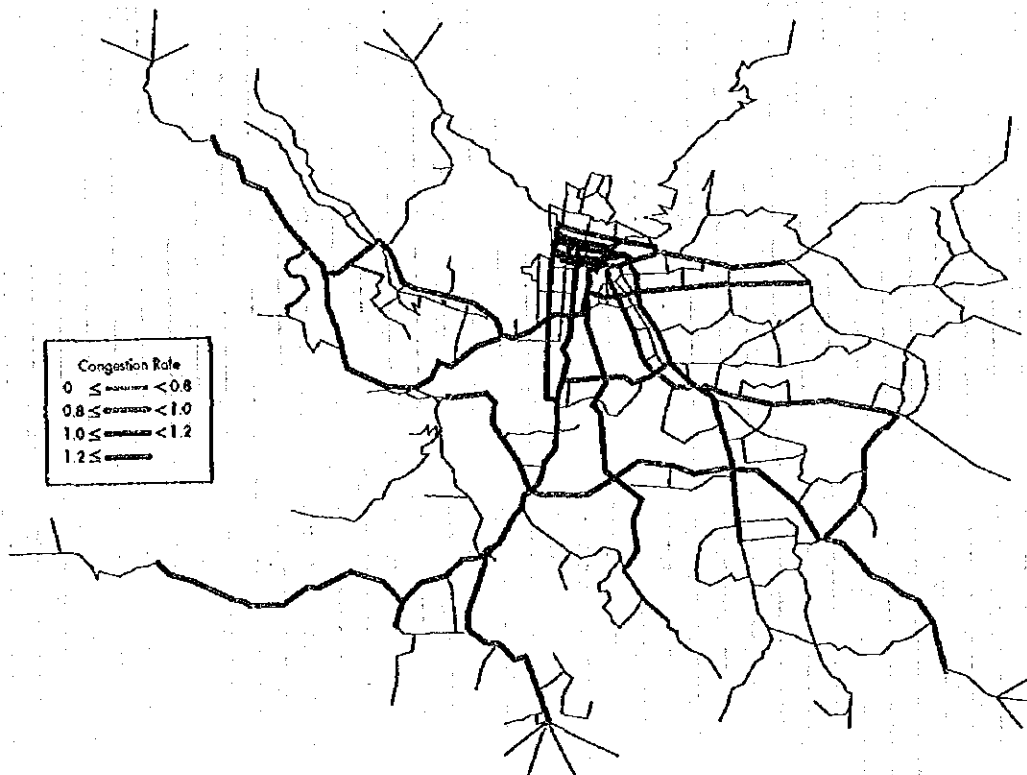 Congestion Rate
0 ≤ < 0.8
0.8 ≤ < 1.0
1.0 ≤ < 1.2
1.2 ≤